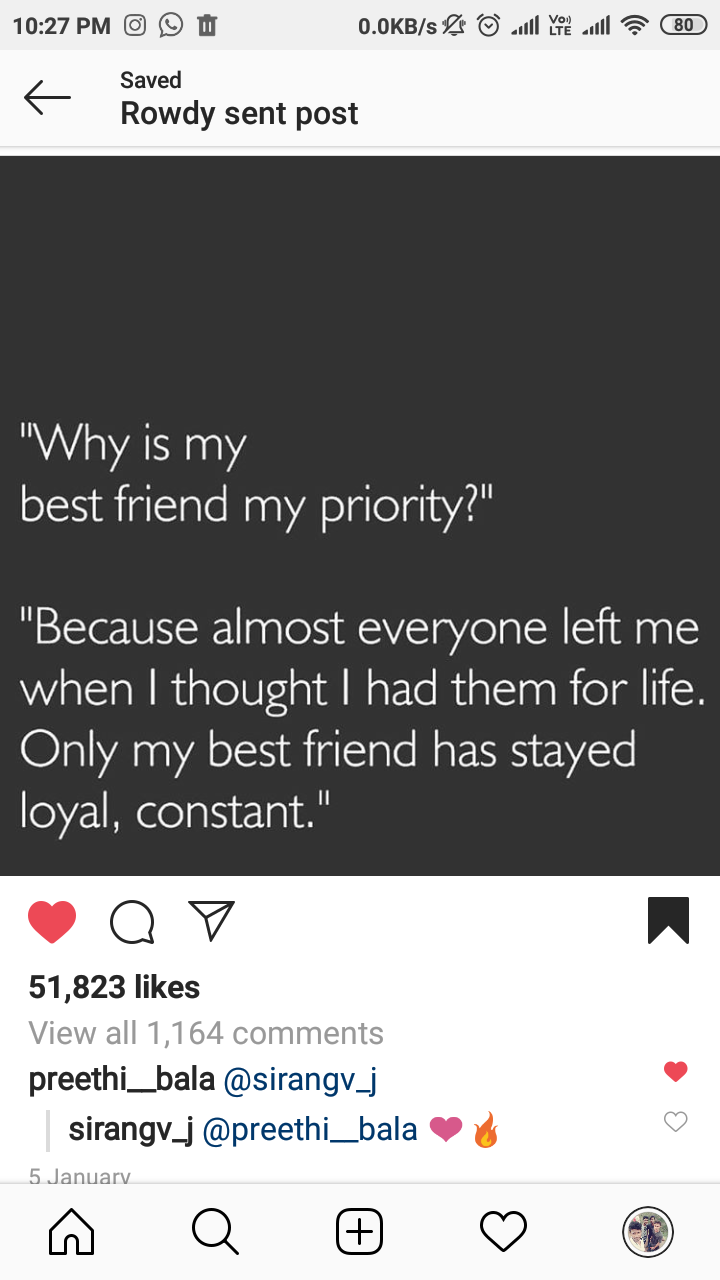 10:27 PM 0.0KB/s Vo)) LTE 80
Saved
Rowdy sent post
"Why is my
best friend my priority?"
"Because almost everyone left me
when I thought I had them for life.
Only my best friend has stayed
loyal, constant."
51,823 likes
View all 1,164 comments
preethi__bala @sirangv_j
sirangv_j @preethi__bala 💜🔥
5 January